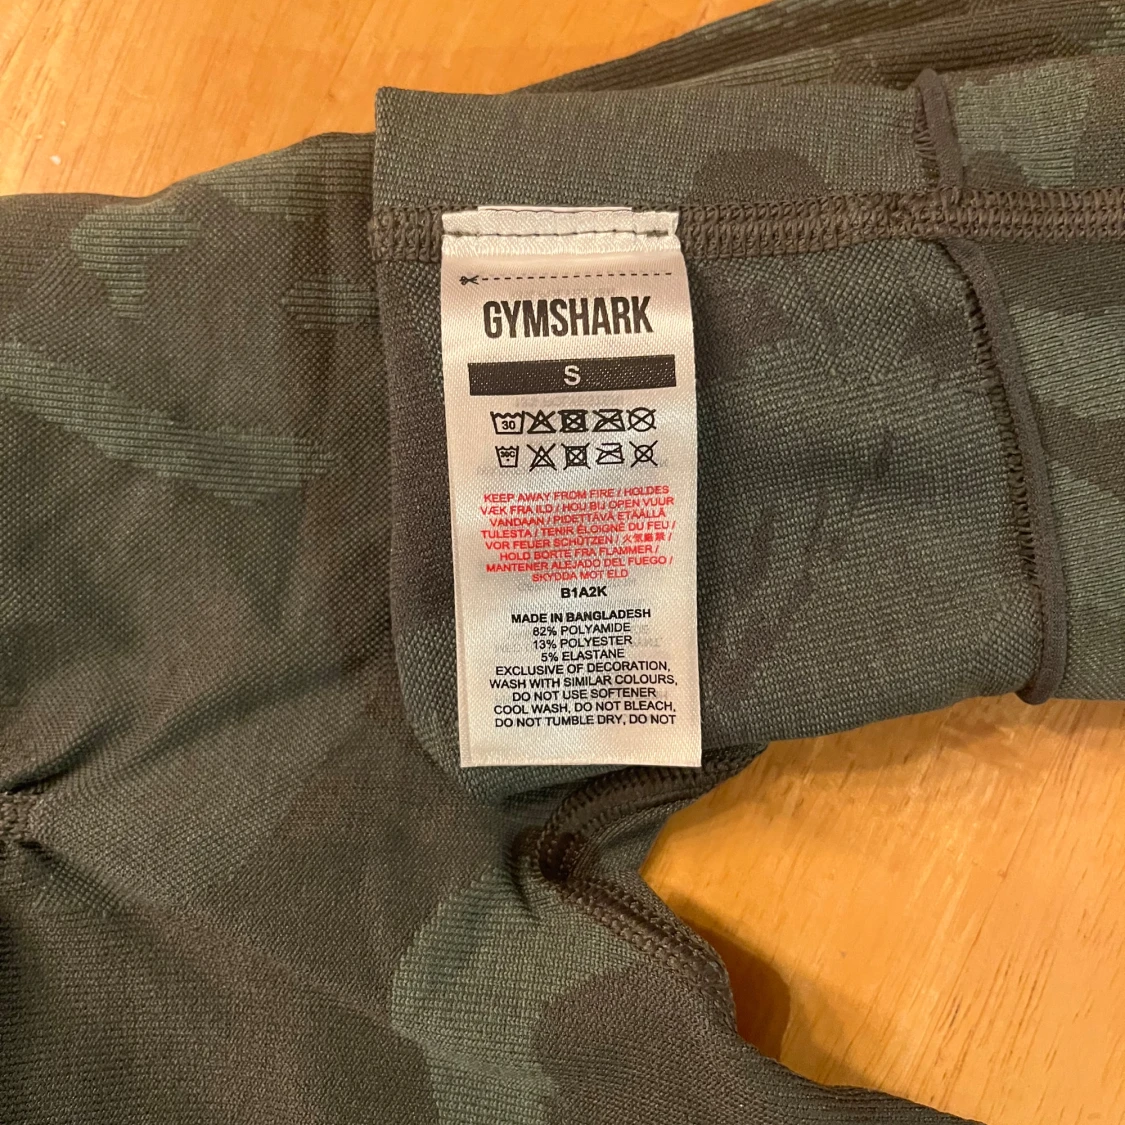 GYMSHARK
S
30
30C
KEEP AWAY FROM FIRE / HOLDES
VÆK FRA ILD / HOU BIJ OPEN VUUR
VANDAAN / PIDETTÄVÄ ETÄÄLLÄ
TULESTA / TENIR ÉLOIGNÉ DU FEU /
VOR FEUER SCHÜTZEN / 火気厳禁 /
HOLD BORTE FRA FLAMMER /
MANTENER ALEJADO DEL FUEGO /
SKYDDA MOT ELD
B1A2K
MADE IN BANGLADESH
82% POLYAMIDE
13% POLYESTER
5% ELASTANE
EXCLUSIVE OF DECORATION,
WASH WITH SIMILAR COLOURS,
DO NOT USE SOFTENER
COOL WASH, DO NOT BLEACH,
DO NOT TUMBLE DRY, DO NOT